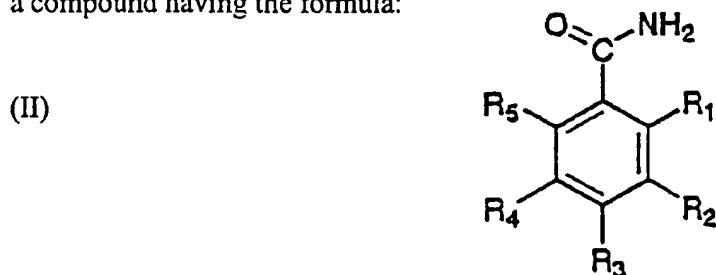 a compound having the formula:
O
C
NH₂
(II)
R₅
R₁
R₄
R₂
R₃